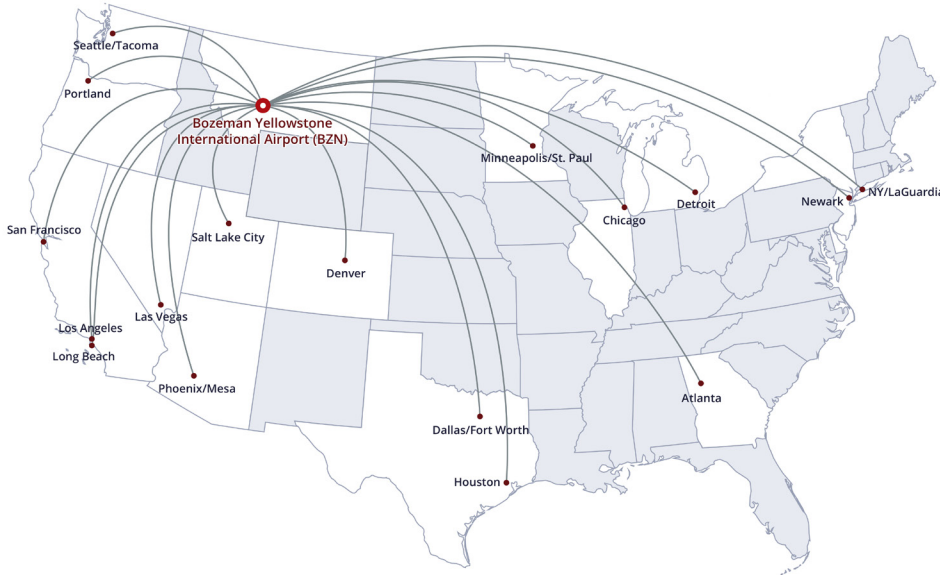 Seattle/Tacoma
Portland
Bozeman Yellowstone
International Airport (BZN)
Minneapolis/St. Paul
NY/LaGuardia
Newark
Detroit
Chicago
San Francisco
Salt Lake City
Denver
Las Vegas
Los Angeles
Long Beach
Phoenix/Mesa
Atlanta
Dallas/Fort Worth
Houston